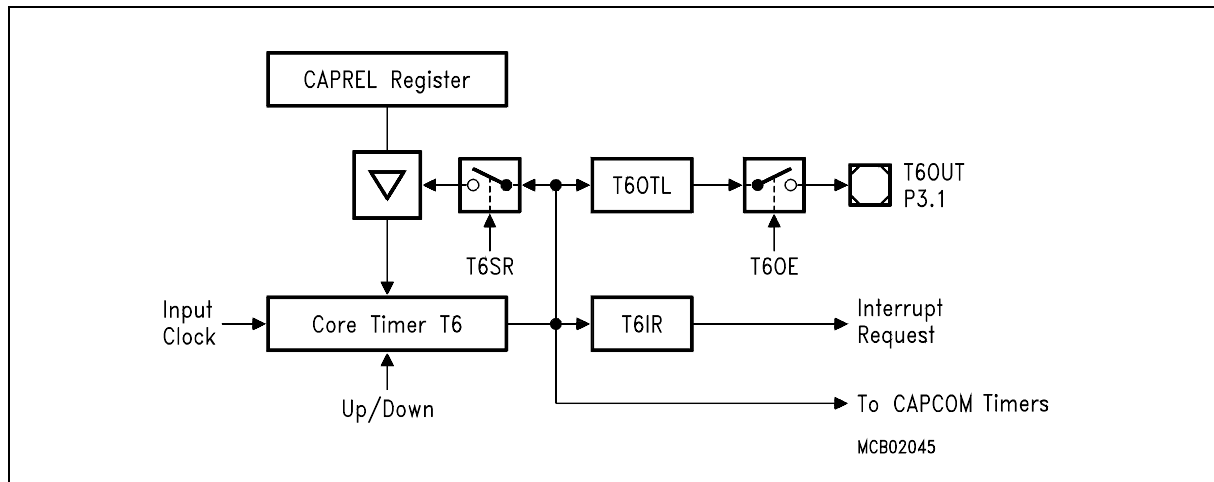 CAPREL Register
T6OTL
T6OUT
P3.1
T6SR
T6OE
Input
Clock
Core Timer T6
T6IR
Interrupt
Request
Up/Down
To CAPCOM Timers
MCB02045